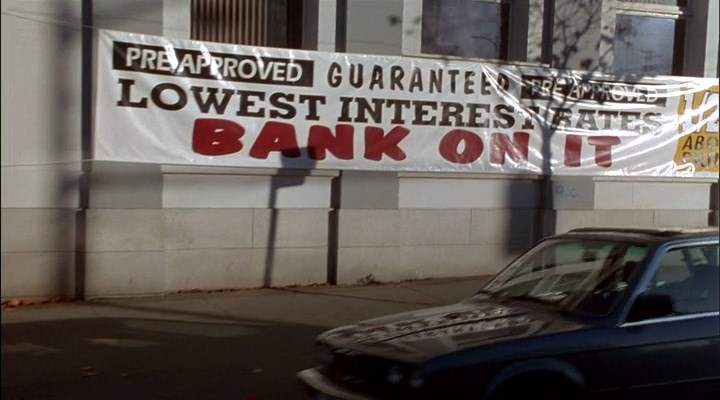 PRE APPROVED GUARANTEED PRE APPROVED
LOWEST INTEREST RATES
BANK ON IT